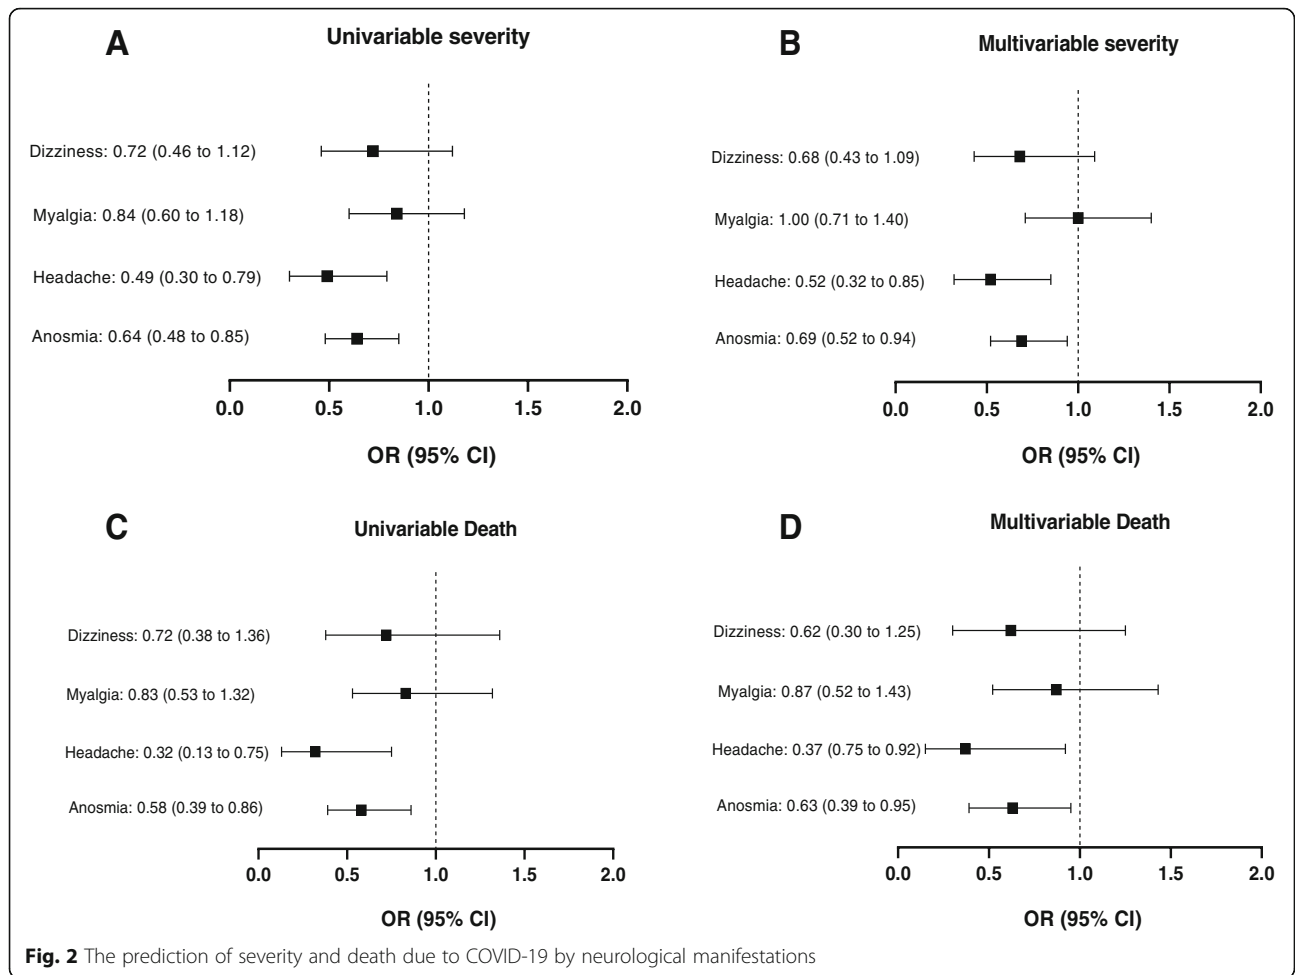 A
Univariable severity
Dizziness: 0.72 (0.46 to 1.12)
Myalgia: 0.84 (0.60 to 1.18)
Headache: 0.49 (0.30 to 0.79)
Anosmia: 0.64 (0.48 to 0.85)
0.0 0.5 1.0 1.5 2.0
OR (95% CI)
B
Multivariable severity
Dizziness: 0.68 (0.43 to 1.09)
Myalgia: 1.00 (0.71 to 1.40)
Headache: 0.52 (0.32 to 0.85)
Anosmia: 0.69 (0.52 to 0.94)
0.0 0.5 1.0 1.5 2.0
OR (95% CI)
C
Univariable Death
Dizziness: 0.72 (0.38 to 1.36)
Myalgia: 0.83 (0.53 to 1.32)
Headache: 0.32 (0.13 to 0.75)
Anosmia: 0.58 (0.39 to 0.86)
0.0 0.5 1.0 1.5 2.0
OR (95% CI)
D
Multivariable Death
Dizziness: 0.62 (0.30 to 1.25)
Myalgia: 0.87 (0.52 to 1.43)
Headache: 0.37 (0.75 to 0.92)
Anosmia: 0.63 (0.39 to 0.95)
0.0 0.5 1.0 1.5 2.0
OR (95% CI)
Fig. 2 The prediction of severity and death due to COVID-19 by neurological manifestations